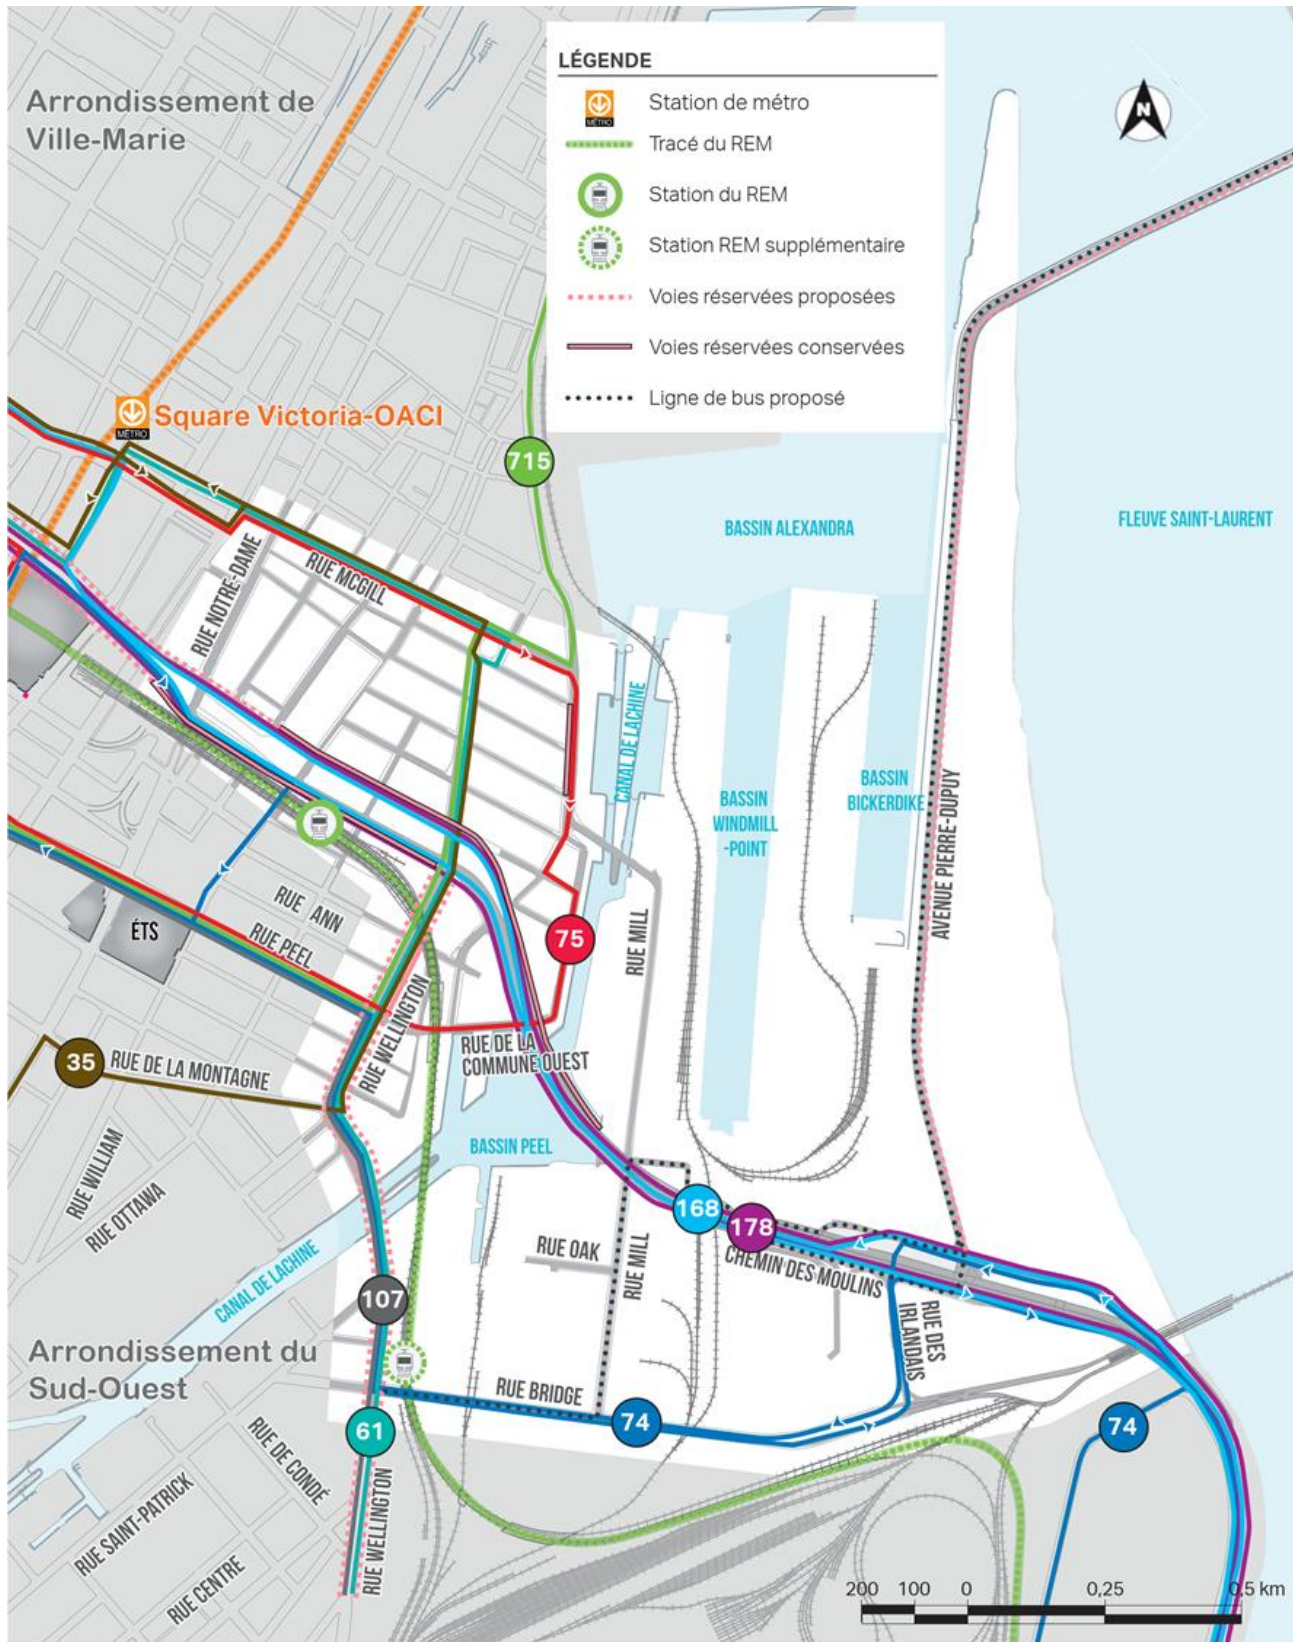 LÉGENDE
MÉTRO
Station de métro
Tracé du REM
Station du REM
Station REM supplémentaire
Voies réservées proposées
Voies réservées conservées
Ligne de bus proposé
N
Arrondissement de
Ville-Marie
MÉTRO
Square Victoria-OACI
715
BASSIN ALEXANDRA
FLEUVE SAINT-LAURENT
RUE NOTRE-DAME
RUE MCGILL
CANAL DE LACHINE
BASSIN
WINDMILL
-POINT
BASSIN
BICKERDIKE
AVENUE PIERRE-DUPUY
ÉTS
RUE ANN
RUE PEEL
75
RUE MILL
RUE WELLINGTON
RUE DE LA
COMMUNE OUEST
35
RUE DE LA MONTAGNE
BASSIN PEEL
RUE WILLIAM
RUE OTTAWA
168
178
RUE OAK
RUE MILL
CHEMIN DES MOULINS
CANAL DE LACHINE
107
RUE DES
IRLANDAIS
Arrondissement du
Sud-Ouest
RUE BRIDGE
61
74
74
RUE DE CONDÉ
RUE SAINT-PATRICK
RUE WELLINGTON
RUE CENTRE
200 100 0 0,25 0,5 km